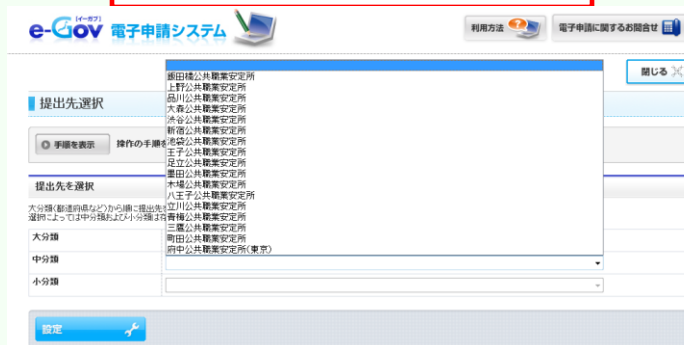 (イーガブ)
e-Gov 電子申請システム
利用方法
電子申請に関するお問合せ
閉じる
飯田橋公共職業安定所
上野公共職業安定所
品川公共職業安定所
大森公共職業安定所
渋谷公共職業安定所
新宿公共職業安定所
池袋公共職業安定所
王子公共職業安定所
足立公共職業安定所
墨田公共職業安定所
木場公共職業安定所
八王子公共職業安定所
立川公共職業安定所
青梅公共職業安定所
三鷹公共職業安定所
町田公共職業安定所
府中公共職業安定所(東京)
提出先選択
手順を表示 操作の手順を
提出先を選択
大分類(都道府県など)から順に提出先
選択によっては中分類および小分類は存
大分類
中分類
小分類
設定